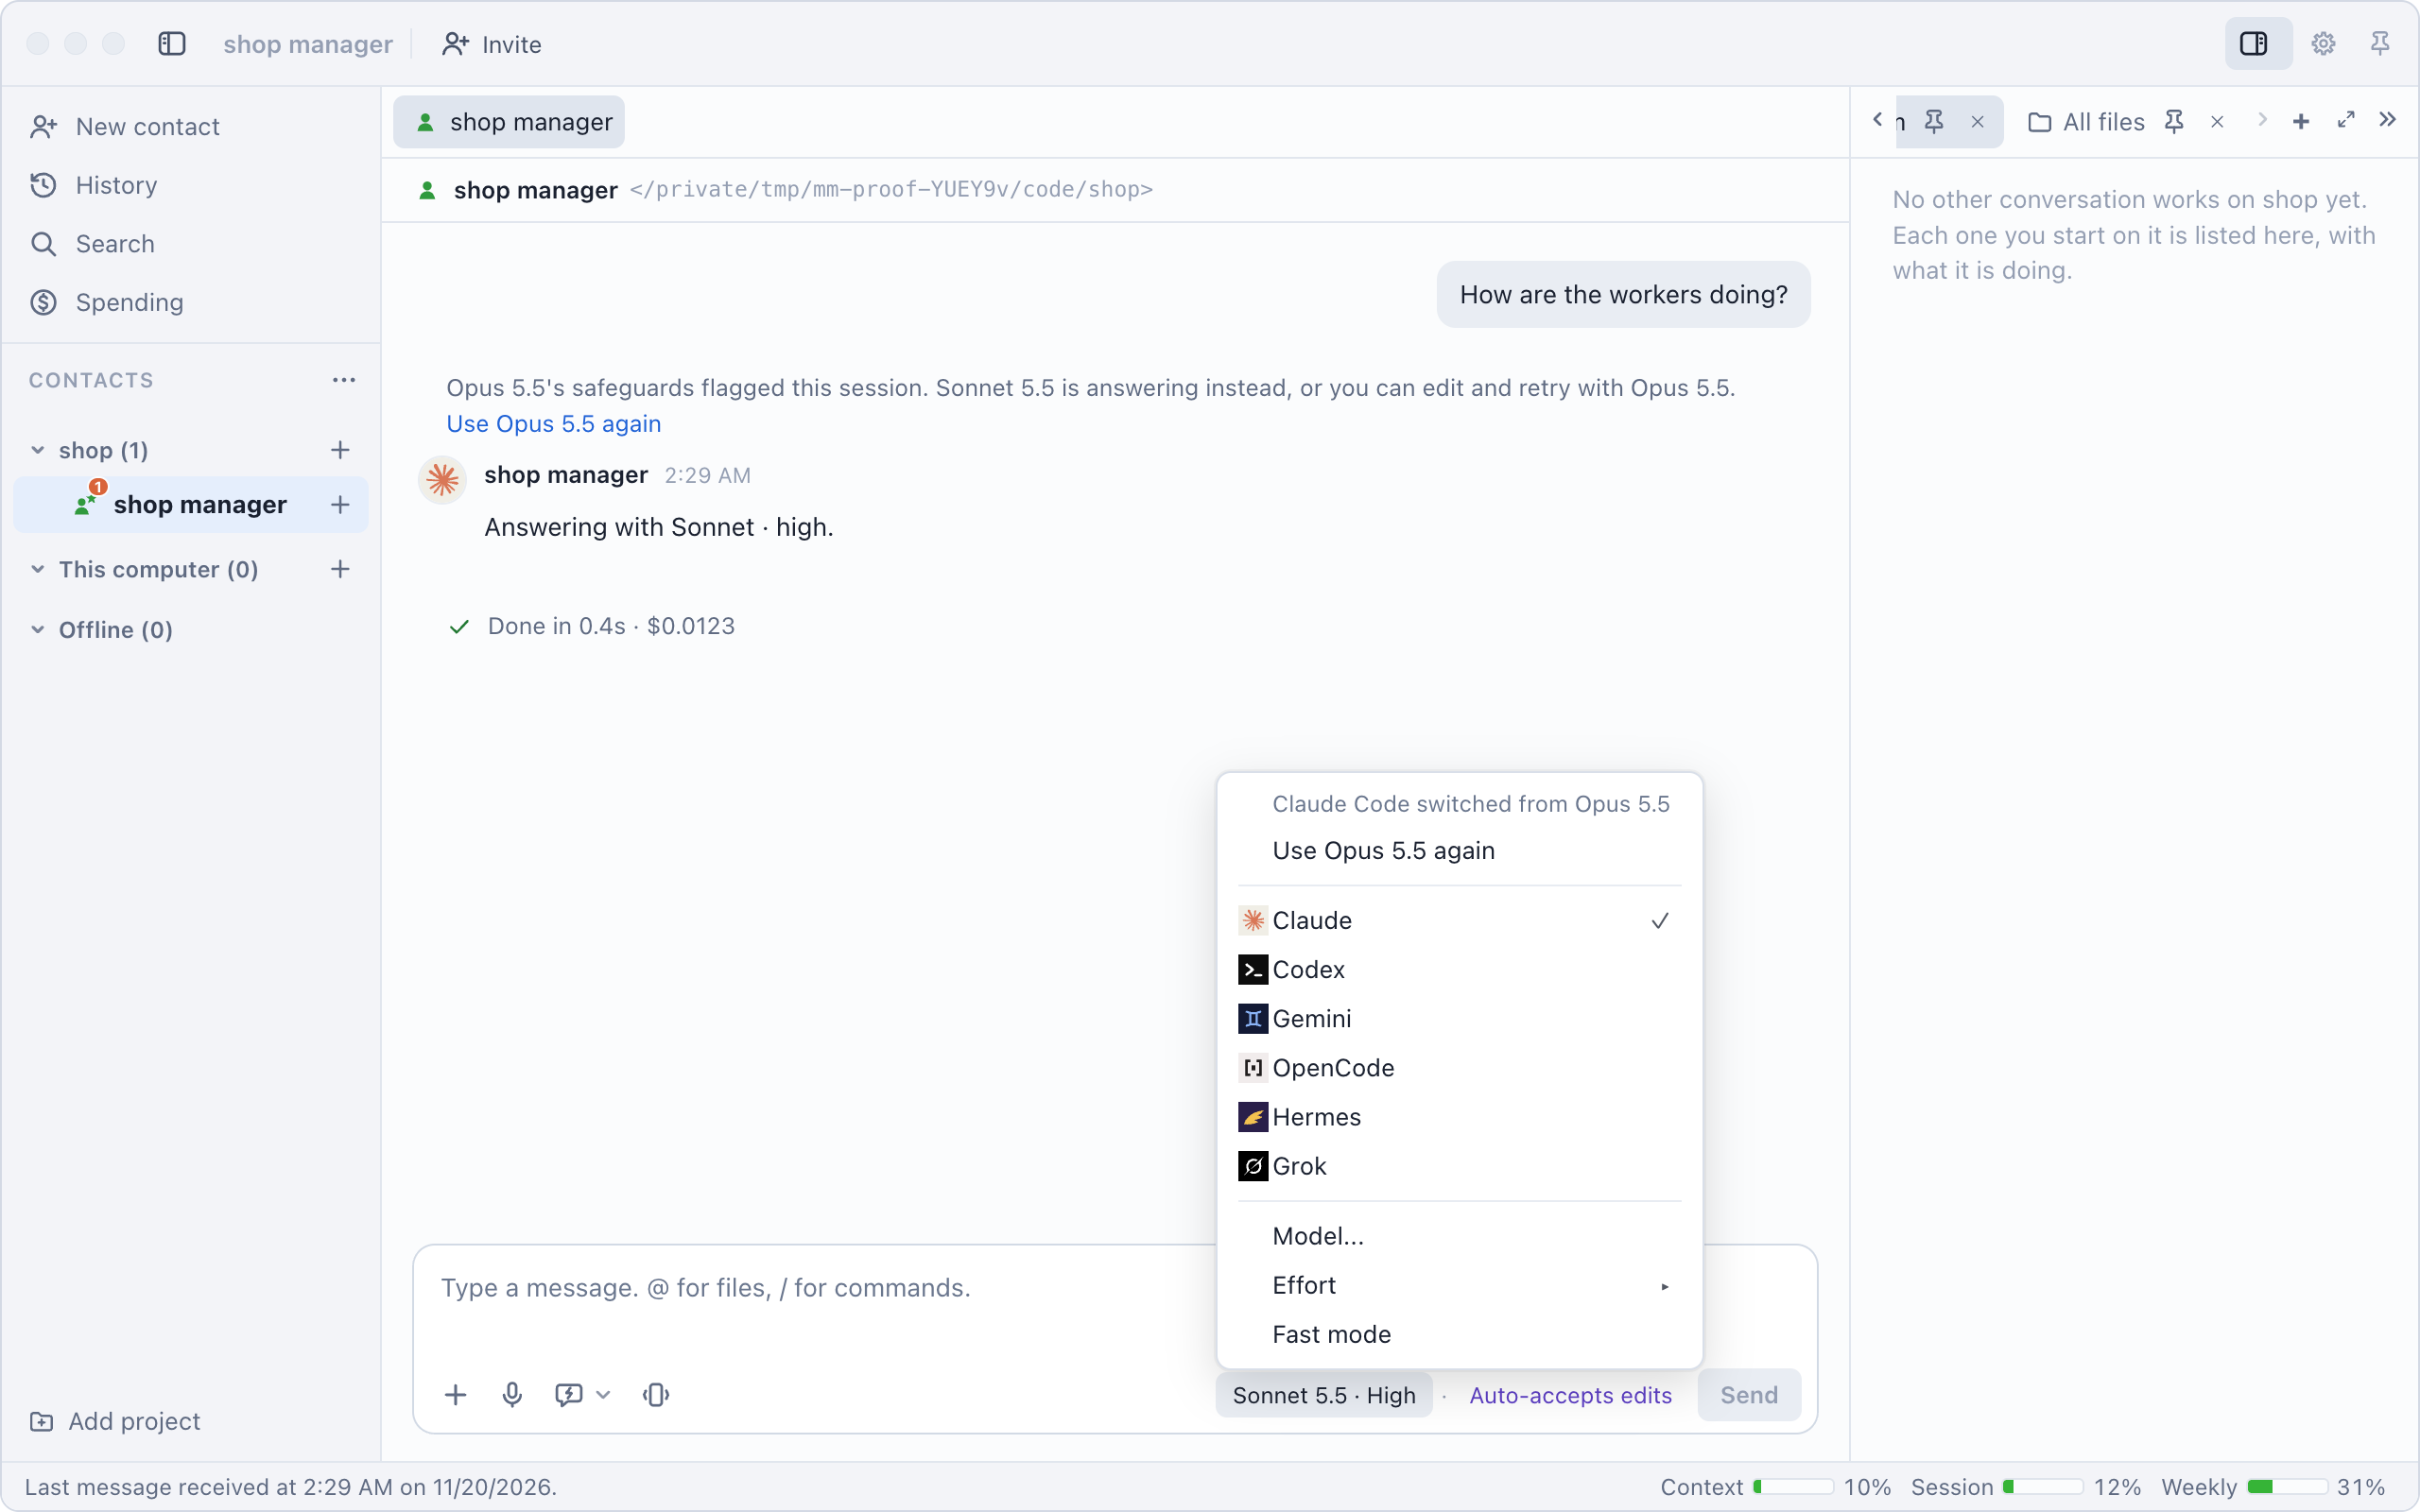 shop manager
Invite
New contact
History
Search
Spending
CONTACTS
shop (1)
1
shop manager
This computer (0)
Offline (0)
Add project
shop manager
shop manager </private/tmp/mm-proof-YUEY9v/code/shop>
How are the workers doing?
Opus 5.5's safeguards flagged this session. Sonnet 5.5 is answering instead, or you can edit and retry with Opus 5.5.
Use Opus 5.5 again
shop manager 2:29 AM
Answering with Sonnet · high.
Done in 0.4s · $0.0123
Claude Code switched from Opus 5.5
Use Opus 5.5 again
Claude
Codex
Gemini
OpenCode
Hermes
Grok
Model...
Effort
Fast mode
Type a message. @ for files, / for commands.
Sonnet 5.5 · High · Auto-accepts edits
Send
All files
No other conversation works on shop yet.
Each one you start on it is listed here, with
what it is doing.
Last message received at 2:29 AM on 11/20/2026.
Context 10% Session 12% Weekly 31%